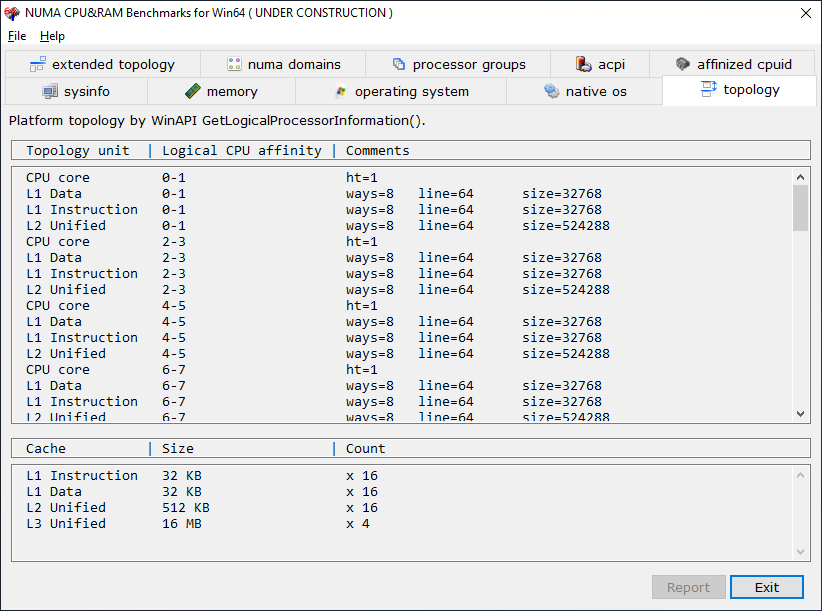 NUMA CPU&RAM Benchmarks for Win64 ( UNDER CONSTRUCTION )
File Help
extended topology numa domains processor groups acpi affinized cpuid
sysinfo memory operating system native os topology
Platform topology by WinAPI GetLogicalProcessorInformation().
Topology unit | Logical CPU affinity | Comments
CPU core 0-1 ht=1
L1 Data 0-1 ways=8 line=64 size=32768
L1 Instruction 0-1 ways=8 line=64 size=32768
L2 Unified 0-1 ways=8 line=64 size=524288
CPU core 2-3 ht=1
L1 Data 2-3 ways=8 line=64 size=32768
L1 Instruction 2-3 ways=8 line=64 size=32768
L2 Unified 2-3 ways=8 line=64 size=524288
CPU core 4-5 ht=1
L1 Data 4-5 ways=8 line=64 size=32768
L1 Instruction 4-5 ways=8 line=64 size=32768
L2 Unified 4-5 ways=8 line=64 size=524288
CPU core 6-7 ht=1
L1 Data 6-7 ways=8 line=64 size=32768
L1 Instruction 6-7 ways=8 line=64 size=32768
L2 Unified 6-7 ways=8 line=64 size=524288
Cache | Size | Count
L1 Instruction 32 KB x 16
L1 Data 32 KB x 16
L2 Unified 512 KB x 16
L3 Unified 16 MB x 4
Report Exit